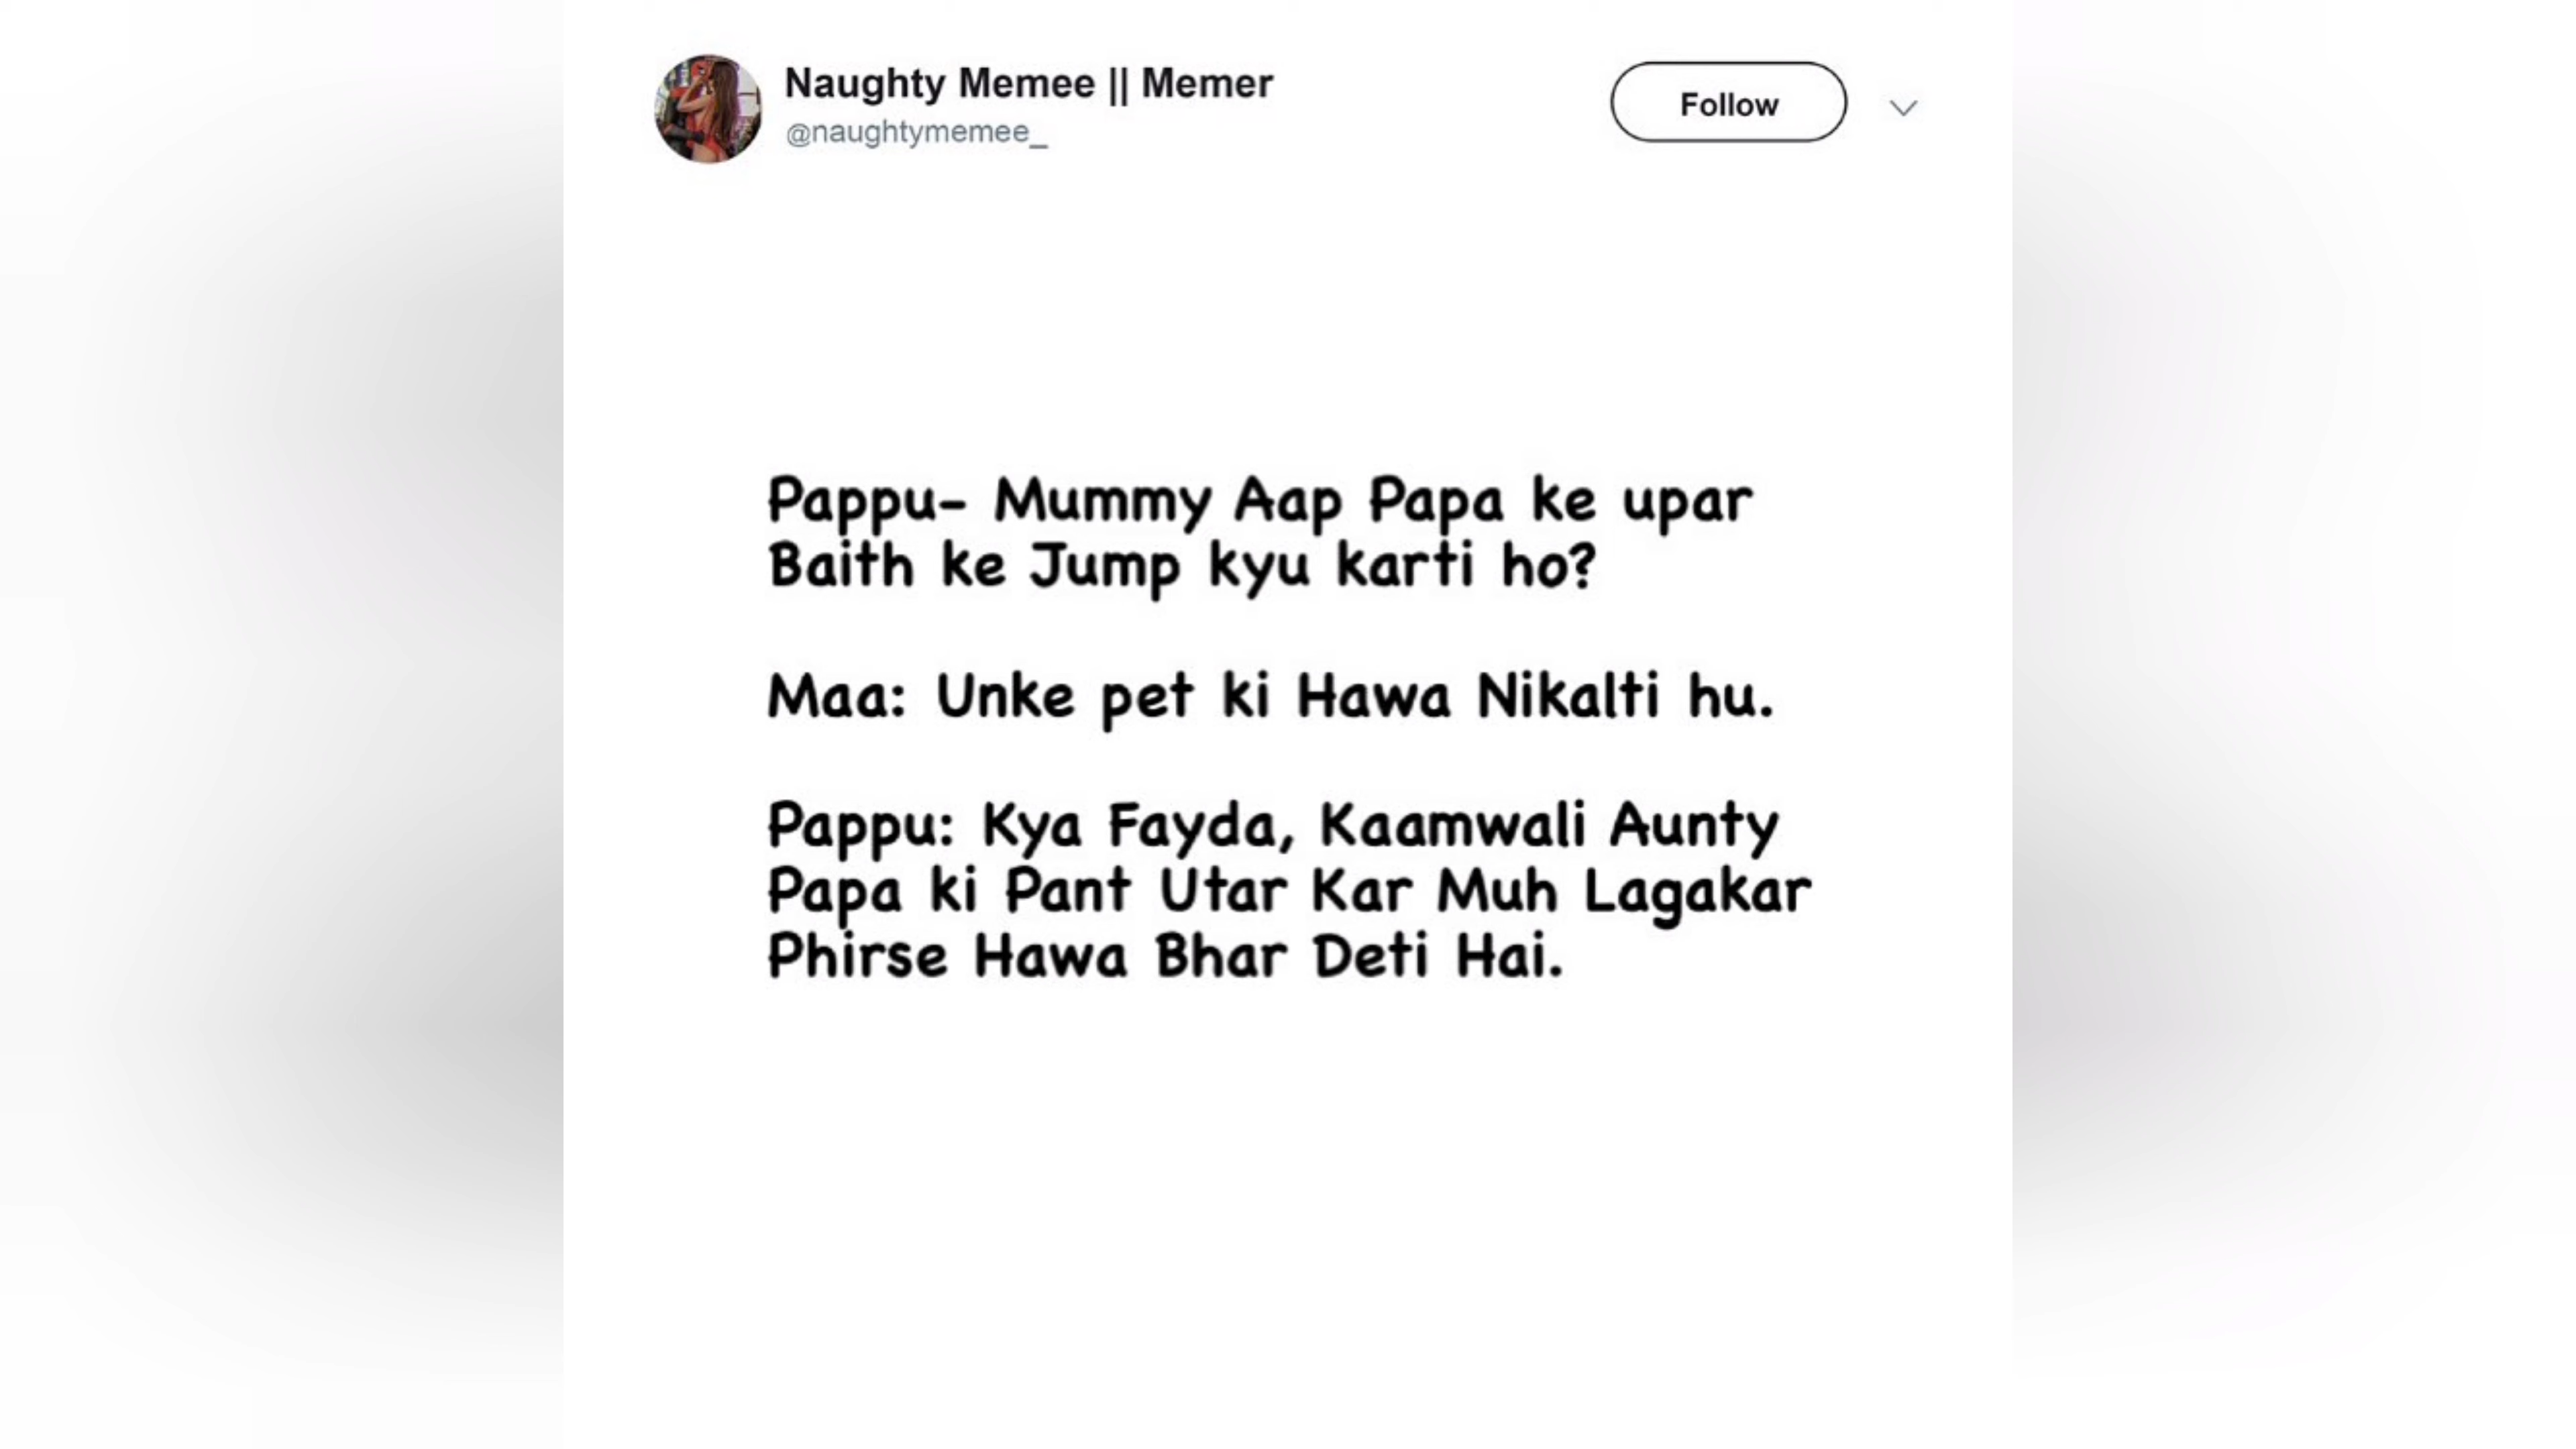 Naughty Memee || Memer
@naughtymemee_
Follow
Pappu- Mummy Aap Papa ke upar
Baith ke Jump kyu karti ho?
Maa: Unke pet ki Hawa Nikalti hu.
Pappu: Kya Fayda, Kaamwali Aunty
Papa ki Pant Utar Kar Muh Lagakar
Phirse Hawa Bhar Deti Hai.